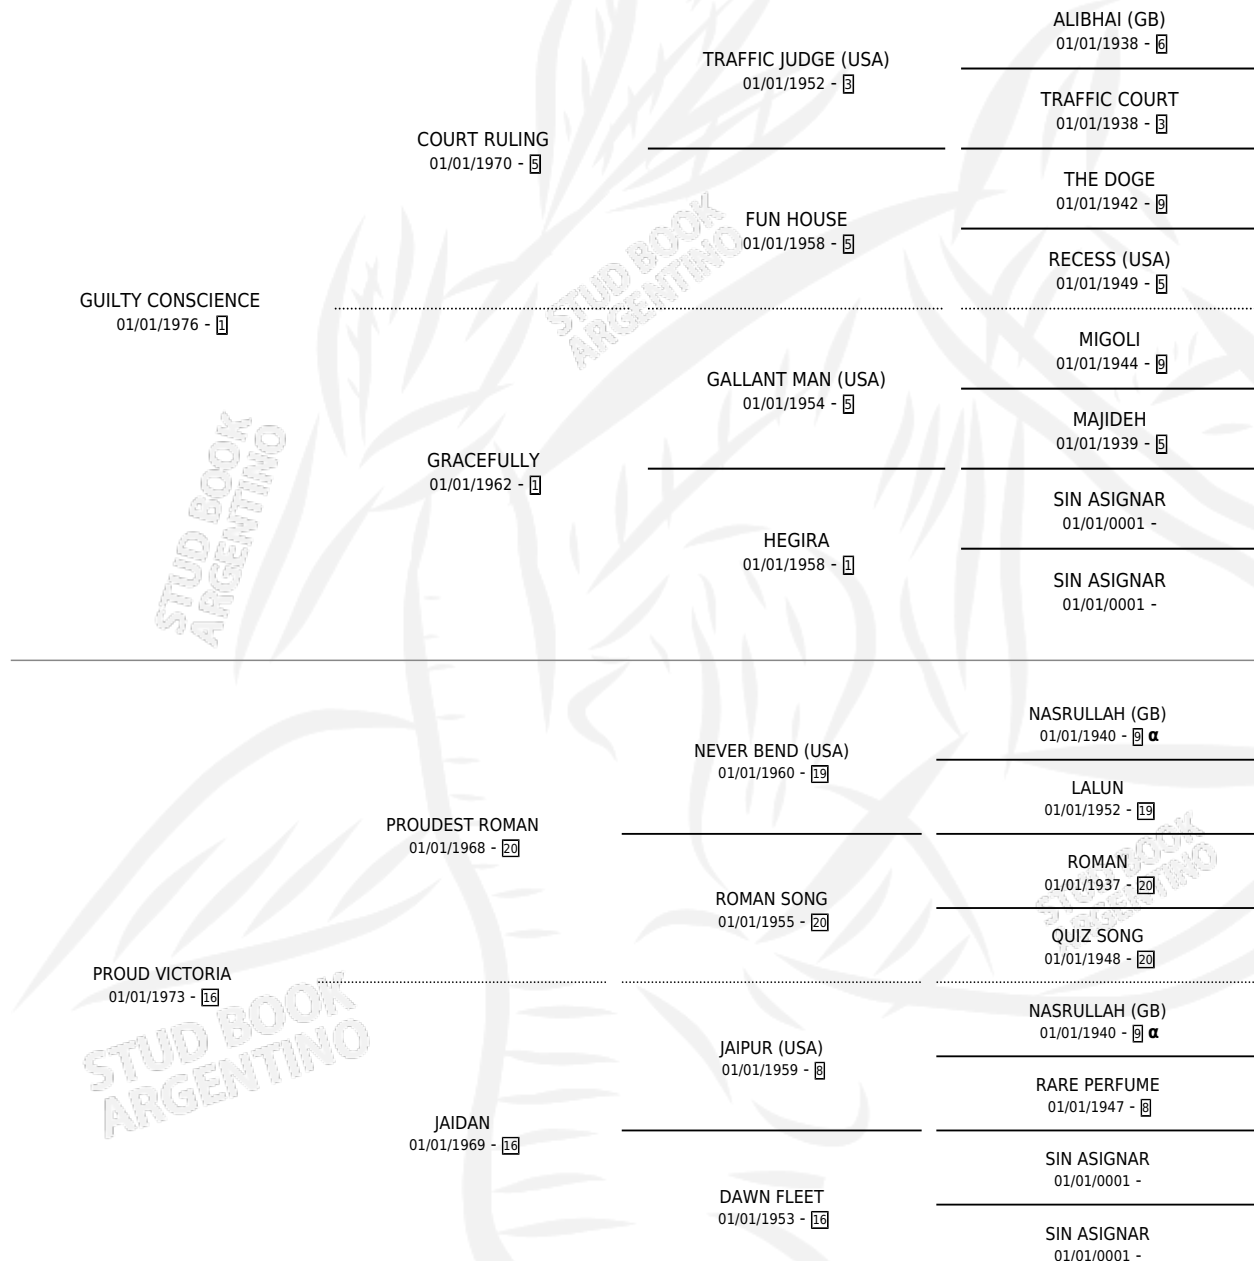 ALIBHAI (GB)
01/01/1938 - 6
TRAFFIC JUDGE (USA)
01/01/1952 - 3
TRAFFIC COURT
01/01/1938 - 3
COURT RULING
01/01/1970 - 5
THE DOGE
01/01/1942 - 9
FUN HOUSE
01/01/1958 - 5
RECESS (USA)
01/01/1949 - 5
GUILTY CONSCIENCE
01/01/1976 - 1
MIGOLI
01/01/1944 - 9
GALLANT MAN (USA)
01/01/1954 - 5
MAJIDEH
01/01/1939 - 5
GRACEFULLY
01/01/1962 - 1
SIN ASIGNAR
01/01/0001 -
HEGIRA
01/01/1958 - 1
SIN ASIGNAR
01/01/0001 -
STUD BOOK
ARGENTINO
STUD BOOK
ARGENTINO
NASRULLAH (GB)
01/01/1940 - 9 α
NEVER BEND (USA)
01/01/1960 - 19
LALUN
01/01/1952 - 19
PROUDEST ROMAN
01/01/1968 - 20
ROMAN
01/01/1937 - 20
ROMAN SONG
01/01/1955 - 20
QUIZ SONG
01/01/1948 - 20
PROUD VICTORIA
01/01/1973 - 16
NASRULLAH (GB)
01/01/1940 - 9 α
JAIPUR (USA)
01/01/1959 - 8
RARE PERFUME
01/01/1947 - 8
JAIDAN
01/01/1969 - 16
SIN ASIGNAR
01/01/0001 -
DAWN FLEET
01/01/1953 - 16
SIN ASIGNAR
01/01/0001 -
STUD BOOK
ARGENTINO
STUD BOOK
ARGENTINO